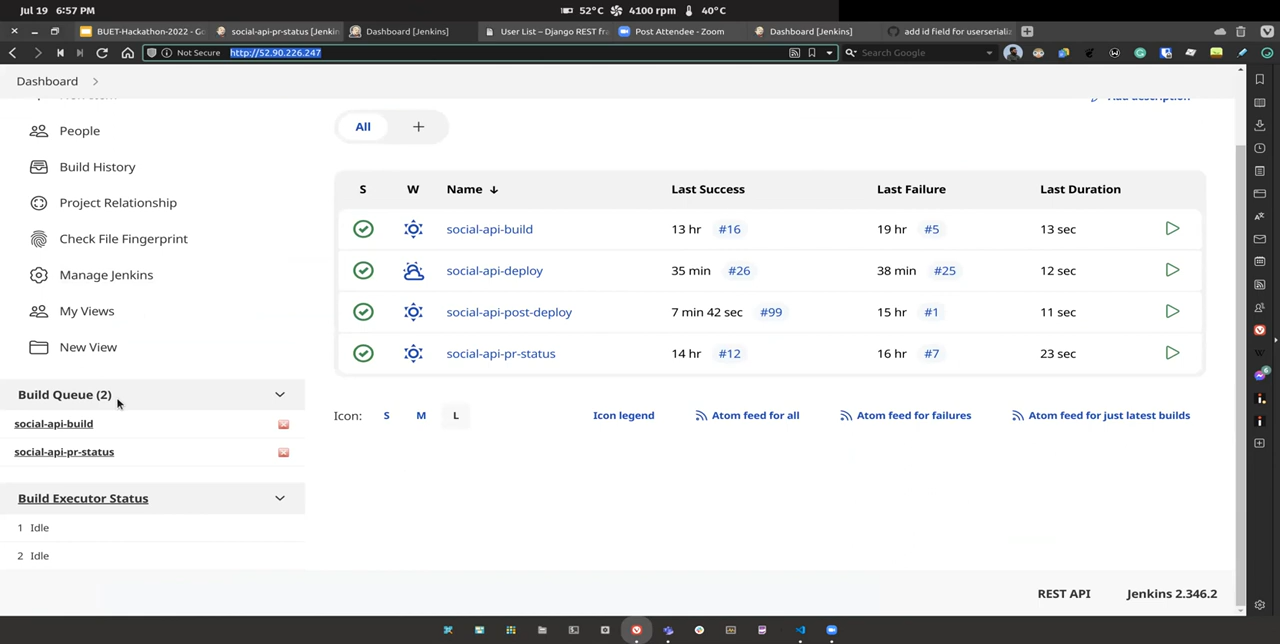 Jul 19 6:57 PM
52°C 4100 rpm 40°C
BUET-Hackathon-2022 - Go
social-api-pr-status [Jenkin
Dashboard [Jenkins]
User List – Django REST fra
Post Attendee - Zoom
Dashboard [Jenkins]
add id field for userserializ
Not Secure http://52.90.226.247
Search Google
Dashboard
People
Build History
Project Relationship
Check File Fingerprint
Manage Jenkins
My Views
New View
Build Queue (2)
social-api-build
social-api-pr-status
Build Executor Status
1 Idle
2 Idle
Add description
All +
S W Name ↓ Last Success Last Failure Last Duration
social-api-build 13 hr #16 19 hr #5 13 sec
social-api-deploy 35 min #26 38 min #25 12 sec
social-api-post-deploy 7 min 42 sec #99 15 hr #1 11 sec
social-api-pr-status 14 hr #12 16 hr #7 23 sec
Icon: S M L Icon legend Atom feed for all Atom feed for failures Atom feed for just latest builds
REST API Jenkins 2.346.2